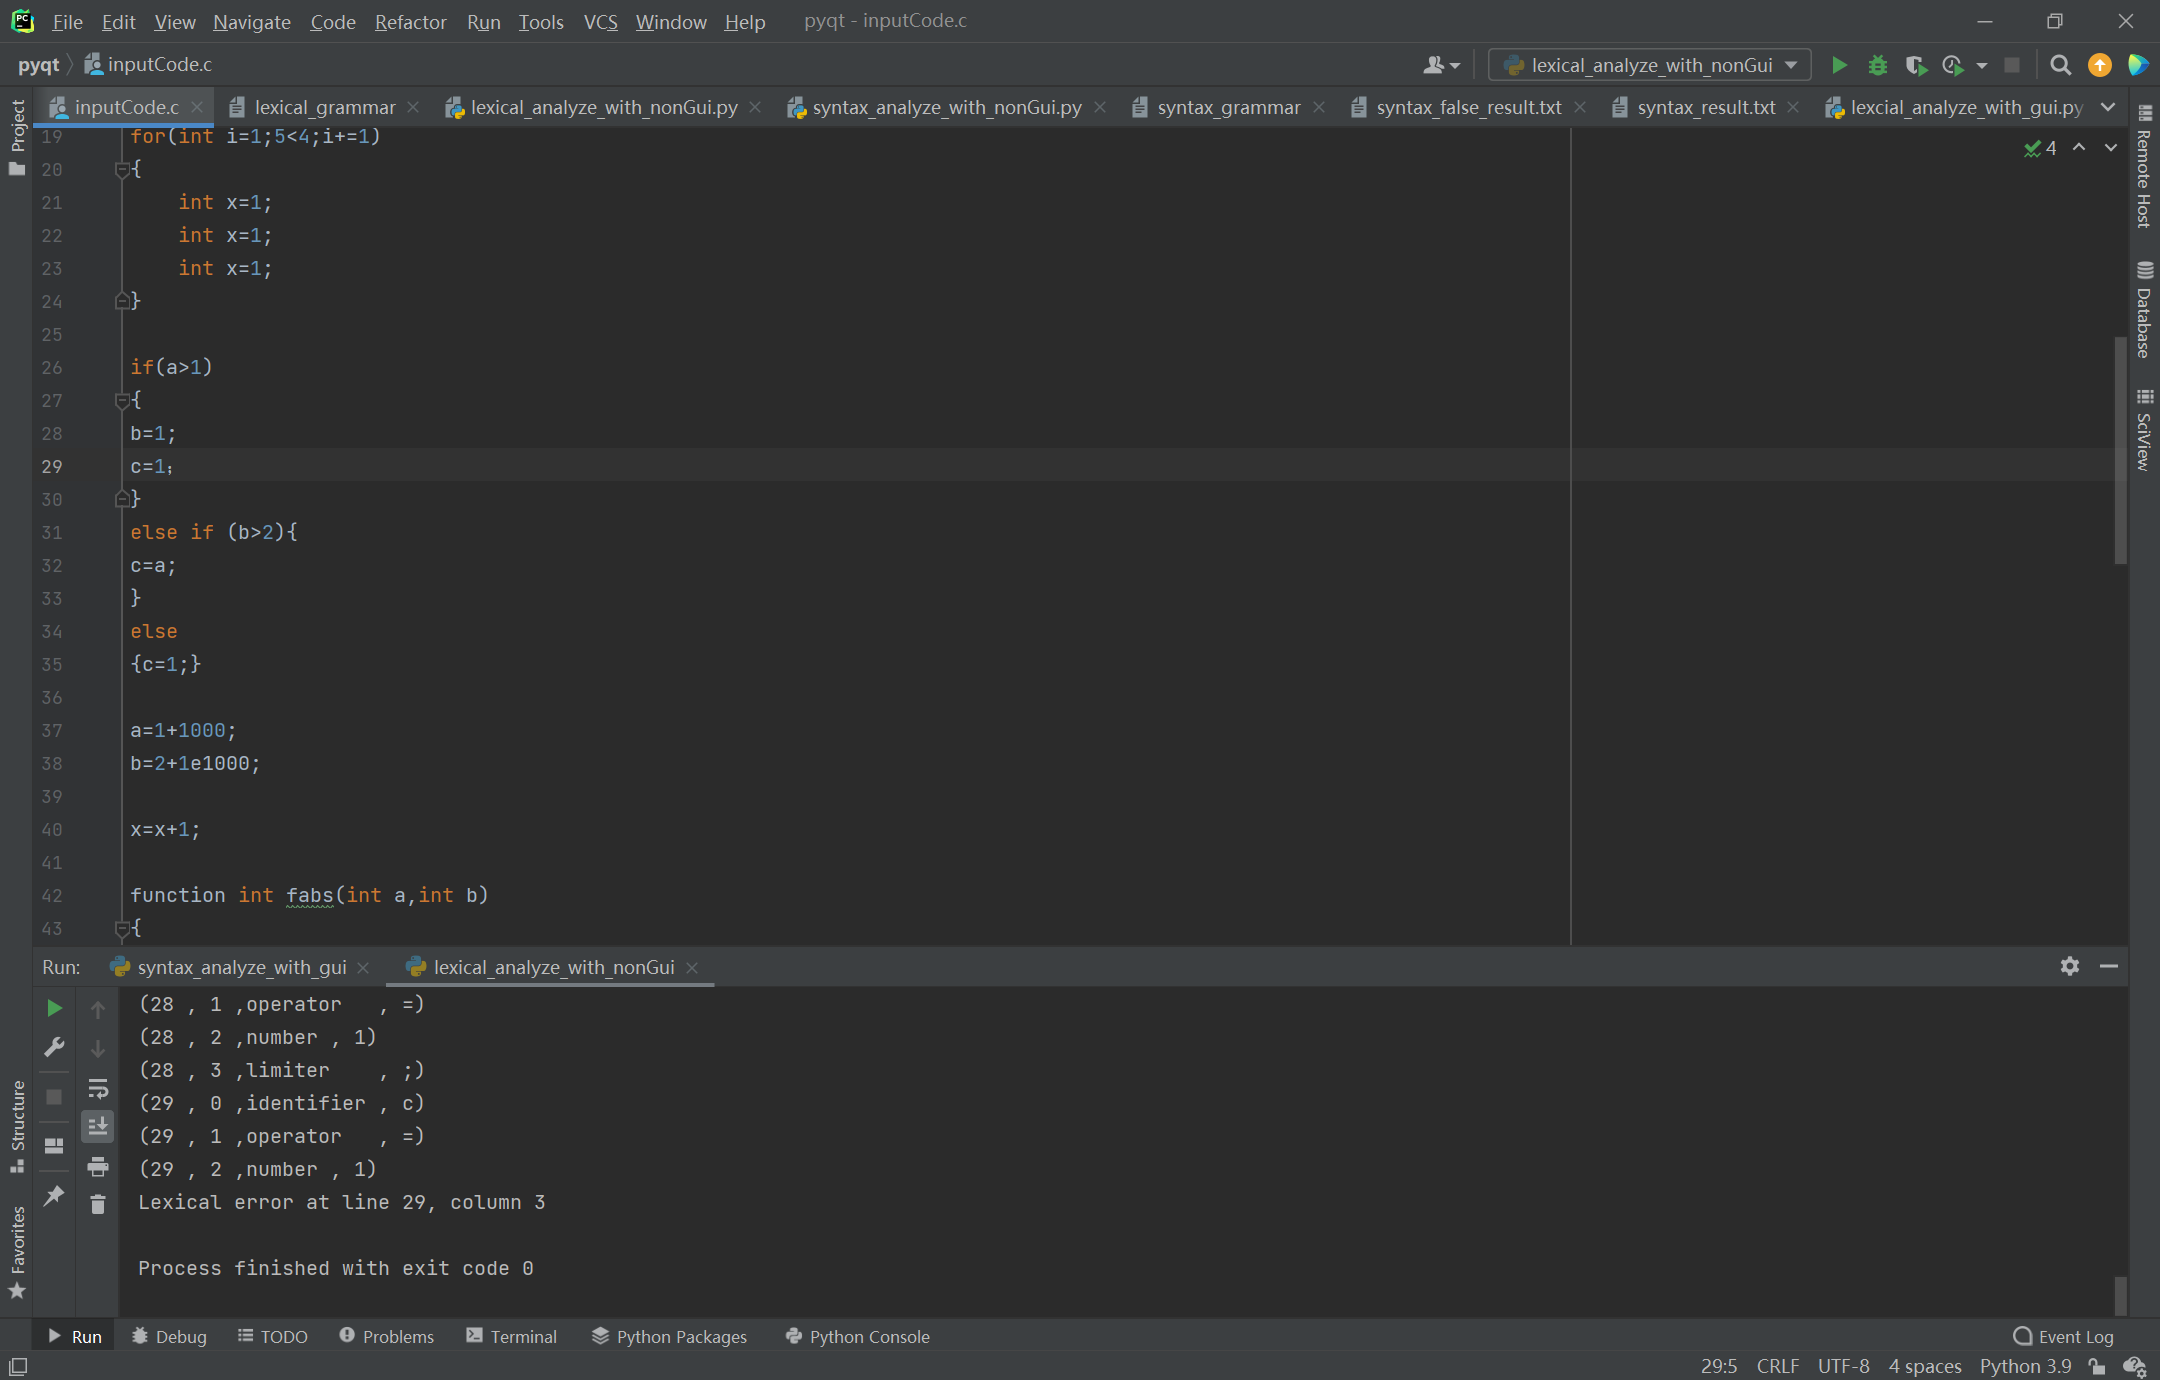 File Edit View Navigate Code Refactor Run Tools VCS Window Help pyqt - inputCode.c
pyqt inputCode.c lexical_analyze_with_nonGui
inputCode.c lexical_grammar lexical_analyze_with_nonGui.py syntax_analyze_with_nonGui.py syntax_grammar syntax_false_result.txt syntax_result.txt lexcial_analyze_with_gui.py
Project
Structure
Favorites
Remote Host
Database
SciView
4
19 for(int i=1;5<4;i+=1)
20 {
21 int x=1;
22 int x=1;
23 int x=1;
24 }
25
26 if(a>1)
27 {
28 b=1;
29 c=1；
30 }
31 else if (b>2){
32 c=a;
33 }
34 else
35 {c=1;}
36
37 a=1+1000;
38 b=2+1e1000;
39
40 x=x+1;
41
42 function int fabs(int a,int b)
43 {
Run: syntax_analyze_with_gui lexical_analyze_with_nonGui
(28 , 1 ,operator   , =)
(28 , 2 ,number , 1)
(28 , 3 ,limiter    , ;)
(29 , 0 ,identifier , c)
(29 , 1 ,operator   , =)
(29 , 2 ,number , 1)
Lexical error at line 29, column 3
Process finished with exit code 0
Run Debug TODO Problems Terminal Python Packages Python Console Event Log
29:5 CRLF UTF-8 4 spaces Python 3.9